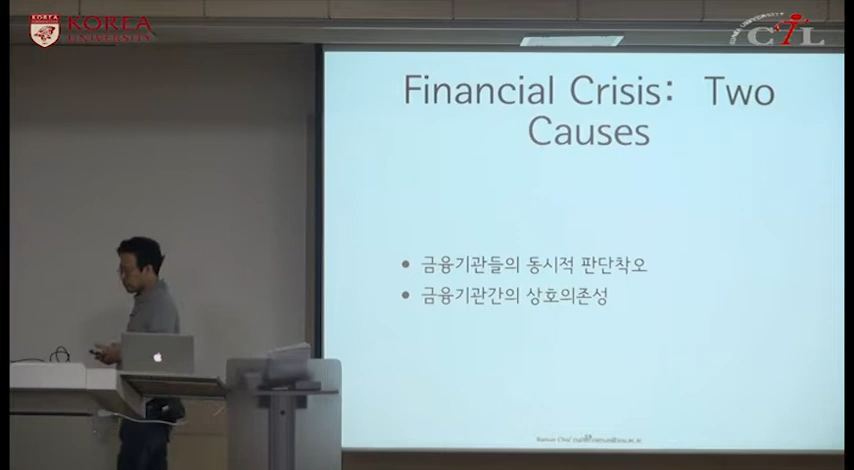 KOREA
UNIVERSITY
CTL
Financial Crisis: Two
Causes
• 금융기관들의 동시적 판단착오
• 금융기관간의 상호의존성